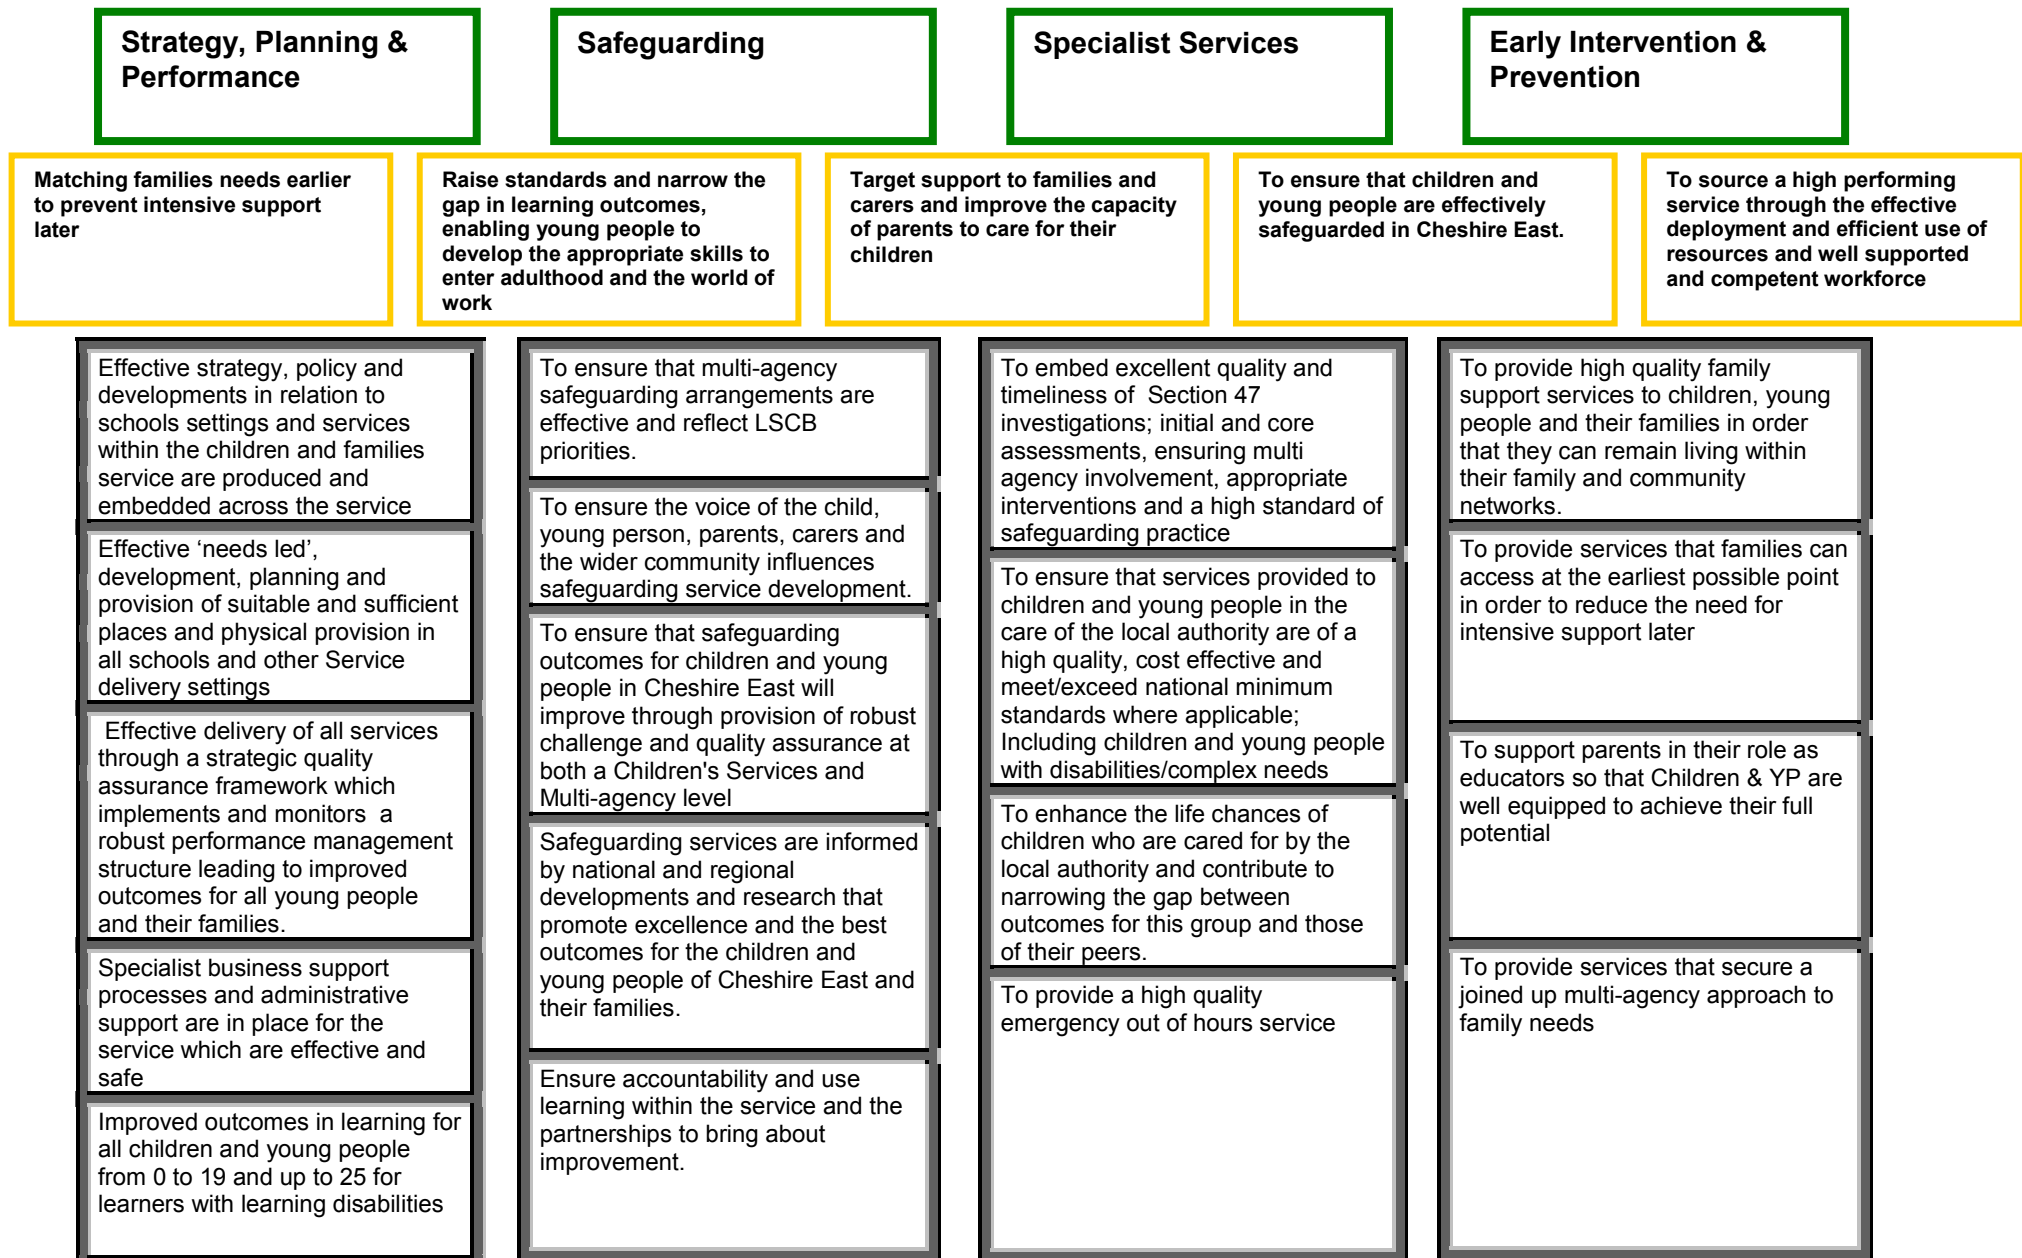 Strategy, Planning &
Performance
Safeguarding
Specialist Services
Early Intervention &
Prevention
Matching families needs earlier
to prevent intensive support
later
Raise standards and narrow the
gap in learning outcomes,
enabling young people to
develop the appropriate skills to
enter adulthood and the world of
work
Target support to families and
carers and improve the capacity
of parents to care for their
children
To ensure that children and
young people are effectively
safeguarded in Cheshire East.
To source a high performing
service through the effective
deployment and efficient use of
resources and well supported
and competent workforce
Effective strategy, policy and
developments in relation to
schools settings and services
within the children and families
service are produced and
embedded across the service
Effective ‘needs led’,
development, planning and
provision of suitable and sufficient
places and physical provision in
all schools and other Service
delivery settings
Effective delivery of all services
through a strategic quality
assurance framework which
implements and monitors a
robust performance management
structure leading to improved
outcomes for all young people
and their families.
Specialist business support
processes and administrative
support are in place for the
service which are effective and
safe
Improved outcomes in learning for
all children and young people
from 0 to 19 and up to 25 for
learners with learning disabilities
To ensure that multi-agency
safeguarding arrangements are
effective and reflect LSCB
priorities.
To ensure the voice of the child,
young person, parents, carers and
the wider community influences
safeguarding service development.
To ensure that safeguarding
outcomes for children and young
people in Cheshire East will
improve through provision of robust
challenge and quality assurance at
both a Children's Services and
Multi-agency level
Safeguarding services are informed
by national and regional
developments and research that
promote excellence and the best
outcomes for the children and
young people of Cheshire East and
their families.
Ensure accountability and use
learning within the service and the
partnerships to bring about
improvement.
To embed excellent quality and
timeliness of Section 47
investigations; initial and core
assessments, ensuring multi
agency involvement, appropriate
interventions and a high standard of
safeguarding practice
To ensure that services provided to
children and young people in the
care of the local authority are of a
high quality, cost effective and
meet/exceed national minimum
standards where applicable;
Including children and young people
with disabilities/complex needs
To enhance the life chances of
children who are cared for by the
local authority and contribute to
narrowing the gap between
outcomes for this group and those
of their peers.
To provide a high quality
emergency out of hours service
To provide high quality family
support services to children, young
people and their families in order
that they can remain living within
their family and community
networks.
To provide services that families can
access at the earliest possible point
in order to reduce the need for
intensive support later
To support parents in their role as
educators so that Children & YP are
well equipped to achieve their full
potential
To provide services that secure a
joined up multi-agency approach to
family needs